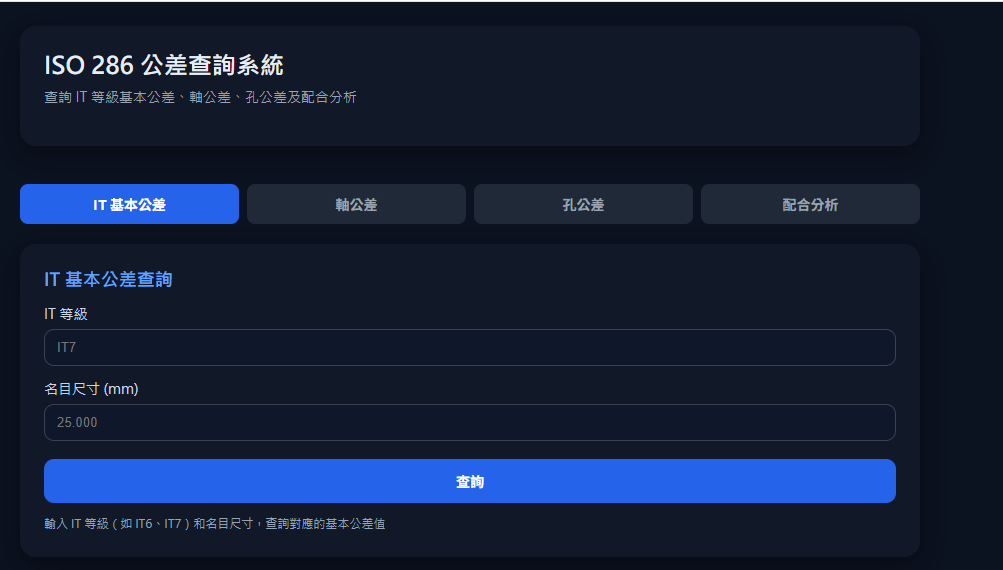 ISO 286 公差查詢系統
查詢 IT 等級基本公差、軸公差、孔公差及配合分析
IT 基本公差
軸公差
孔公差
配合分析
IT 基本公差查詢
IT 等級
IT7
名目尺寸 (mm)
25.000
查詢
輸入 IT 等級（如 IT6、IT7）和名目尺寸，查詢對應的基本公差值